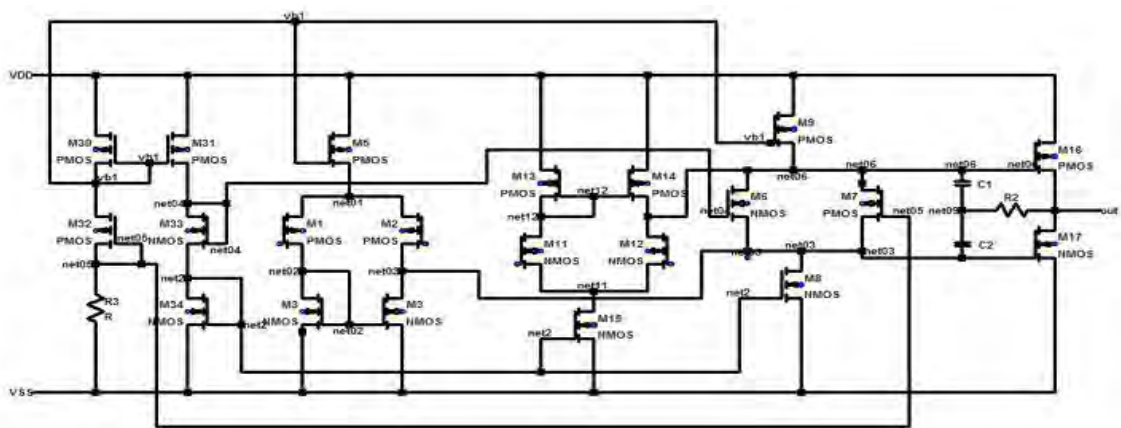 vb1
VDD
M30
PMOS
M31
PMOS
M5
PMOS
M9
PMOS
vb1
vb1
vb1
M13
PMOS
M14
PMOS
M16
PMOS
net01
net04
net12
net12
net06
net06
net06
M32
PMOS
net05
M33
NMOS
net04
M1
PMOS
M2
PMOS
M11
NMOS
M12
NMOS
M6
NMOS
M7
PMOS
net05
C1
R2
out
C2
M17
NMOS
net05
net2
net02
net03
net03
net03
net11
R3
R
M34
NMOS
net2
M3
NMOS
net02
M3
NMOS
net2
M15
NMOS
net2
M8
NMOS
VSS